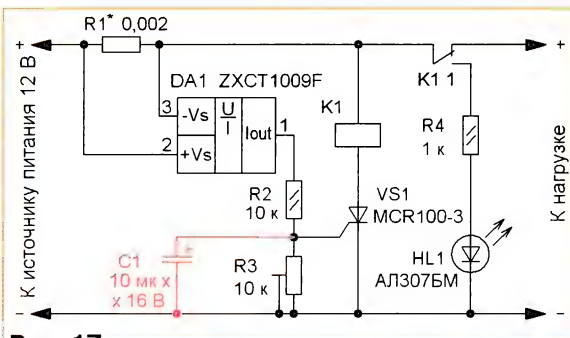 R1* 0,002
+
+
К источнику питания 12 В
DA1 ZXCT1009F
3
-Vs
U
I
Iout
1
2
+Vs
K1
K1 1
R4
1 к
К нагрузке
R2
10 к
VS1
MCR100-3
C1
10 мк х
х 16 В
+
R3
10 к
HL1
АЛ307БМ
-
-